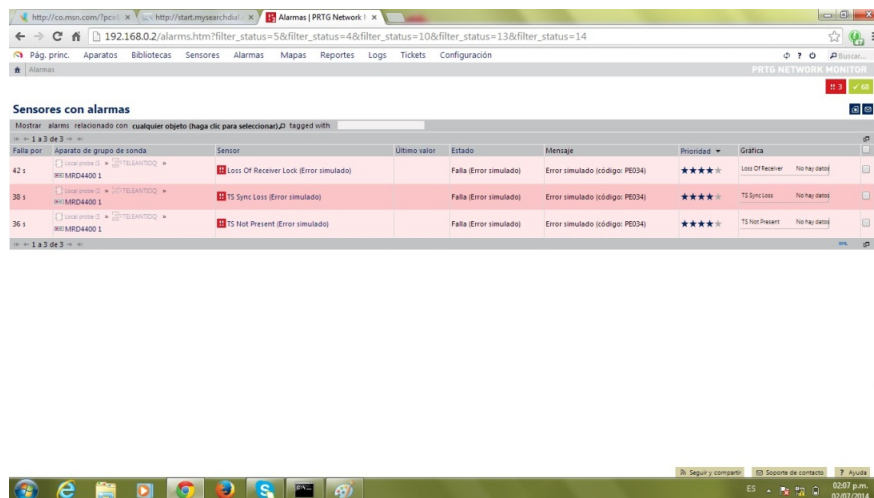 http://co.msn.com/?pc= http://start.mysearchdial Alarmas | PRTG Network
192.168.0.2/alarms.htm?filter_status=5&filter_status=4&filter_status=10&filter_status=13&filter_status=14
Pág. princ. Aparatos Bibliotecas Sensores Alarmas Mapas Reportes Logs Tickets Configuración Buscar...
Alarmas PRTG NETWORK MONITOR
!! 3 68
Sensores con alarmas
Mostrar alarms relacionado con cualquier objeto (haga clic para seleccionar) tagged with
1 a 3 de 3
Falla por Aparato de grupo de sonda Sensor Último valor Estado Mensaje Prioridad Gráfica
42 s Local probe » TELEANTIOQ » MRD4400 1 Loss Of Receiver Lock (Error simulado) Falla (Error simulado) Error simulado (código: PE034) Loss Of Receiver No hay datos
38 s Local probe » TELEANTIOQ » MRD4400 1 TS Sync Loss (Error simulado) Falla (Error simulado) Error simulado (código: PE034) TS Sync Loss No hay datos
36 s Local probe » TELEANTIOQ » MRD4400 1 TS Not Present (Error simulado) Falla (Error simulado) Error simulado (código: PE034) TS Not Present No hay datos
1 a 3 de 3 XML
Seguir y compartir Soporte de contacto ? Ayuda
ES 02:07 p.m.
02/07/2014